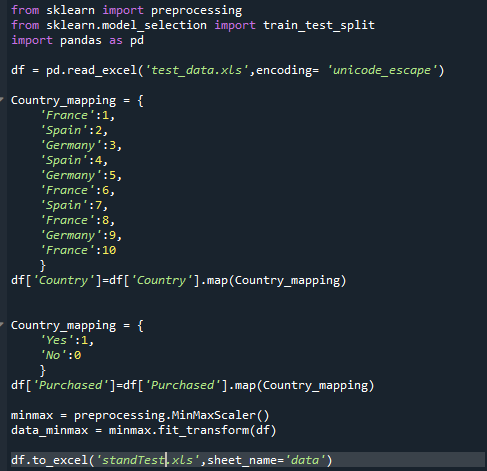 from sklearn import preprocessing
from sklearn.model_selection import train_test_split
import pandas as pd
df = pd.read_excel('test_data.xls',encoding= 'unicode_escape')
Country_mapping = {
'France':1,
'Spain':2,
'Germany':3,
'Spain':4,
'Germany':5,
'France':6,
'Spain':7,
'France':8,
'Germany':9,
'France':10
}
df['Country']=df['Country'].map(Country_mapping)
Country_mapping = {
'Yes':1,
'No':0
}
df['Purchased']=df['Purchased'].map(Country_mapping)
minmax = preprocessing.MinMaxScaler()
data_minmax = minmax.fit_transform(df)
df.to_excel('standTest.xls',sheet_name='data')